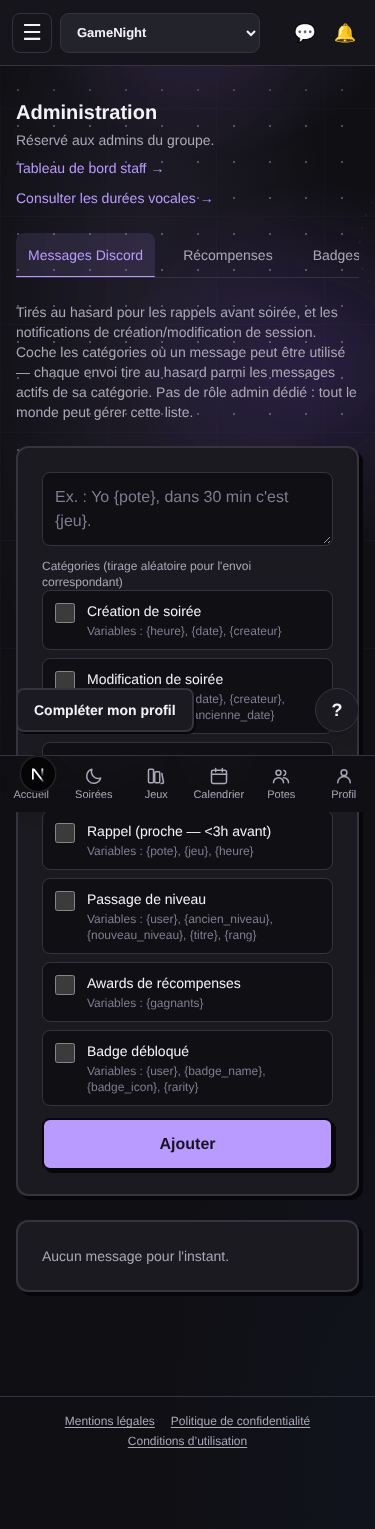 GameNight
Administration
Réservé aux admins du groupe.
Tableau de bord staff →
Consulter les durées vocales →
Messages Discord
Récompenses
Badges
Tirés au hasard pour les rappels avant soirée, et les
notifications de création/modification de session.
Coche les catégories où un message peut être utilisé
— chaque envoi tire au hasard parmi les messages
actifs de sa catégorie. Pas de rôle admin dédié : tout le
monde peut gérer cette liste.
Ex. : Yo {pote}, dans 30 min c'est
{jeu}.
Catégories (tirage aléatoire pour l'envoi
correspondant)
Création de soirée
Variables : {heure}, {date}, {createur}
Modification de soirée
date}, {createur},
ancienne_date}
Compléter mon profil
?
N
Accueil
Soirées
Jeux
Calendrier
Potes
Profil
Rappel (proche — <3h avant)
Variables : {pote}, {jeu}, {heure}
Passage de niveau
Variables : {user}, {ancien_niveau},
{nouveau_niveau}, {titre}, {rang}
Awards de récompenses
Variables : {gagnants}
Badge débloqué
Variables : {user}, {badge_name},
{badge_icon}, {rarity}
Ajouter
Aucun message pour l'instant.
Mentions légales
Politique de confidentialité
Conditions d'utilisation